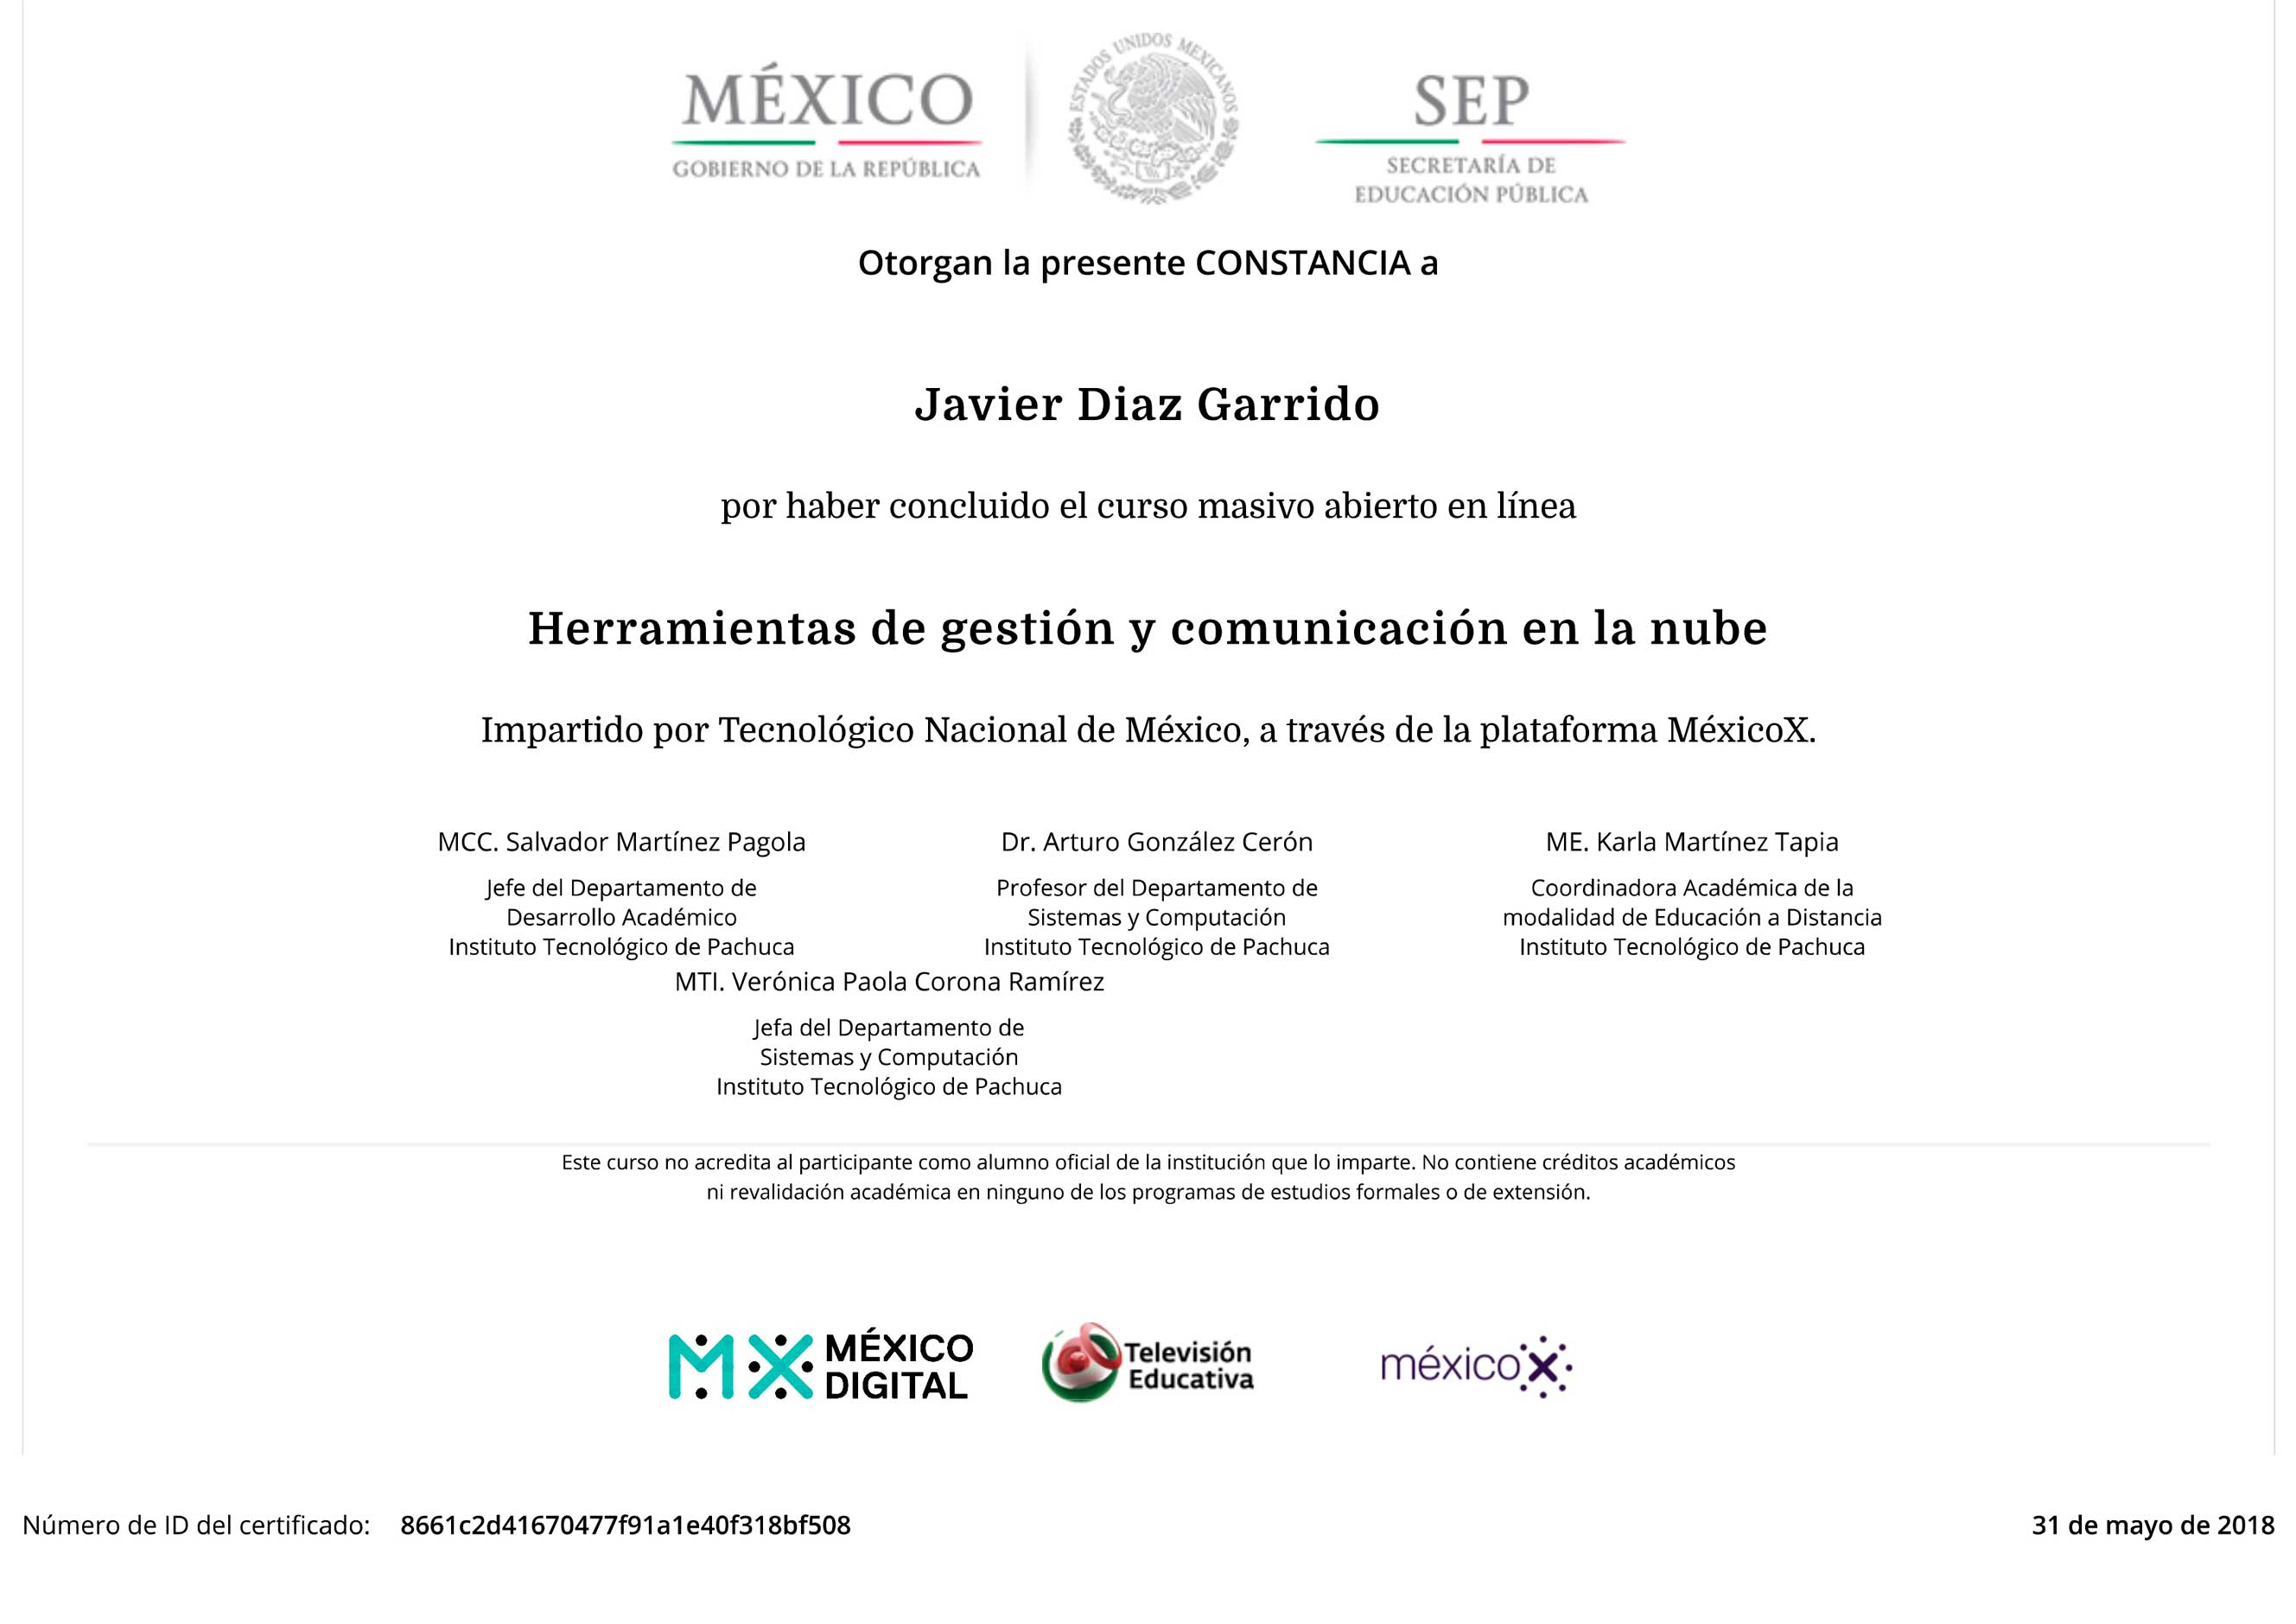 MÉXICO
GOBIERNO DE LA REPÚBLICA
ESTADOS UNIDOS MEXICANOS
SEP
SECRETARÍA DE
EDUCACIÓN PÚBLICA
Otorgan la presente CONSTANCIA a
Javier Diaz Garrido
por haber concluido el curso masivo abierto en línea
Herramientas de gestión y comunicación en la nube
Impartido por Tecnológico Nacional de México, a través de la plataforma MéxicoX.
MCC. Salvador Martínez Pagola
Jefe del Departamento de
Desarrollo Académico
Instituto Tecnológico de Pachuca
Dr. Arturo González Cerón
Profesor del Departamento de
Sistemas y Computación
Instituto Tecnológico de Pachuca
ME. Karla Martínez Tapia
Coordinadora Académica de la
modalidad de Educación a Distancia
Instituto Tecnológico de Pachuca
MTI. Verónica Paola Corona Ramírez
Jefa del Departamento de
Sistemas y Computación
Instituto Tecnológico de Pachuca
Este curso no acredita al participante como alumno oficial de la institución que lo imparte. No contiene créditos académicos
ni revalidación académica en ninguno de los programas de estudios formales o de extensión.
MX MÉXICO
DIGITAL
Televisión
Educativa
méxicoX
Número de ID del certificado: 8661c2d41670477f91a1e40f318bf508
31 de mayo de 2018